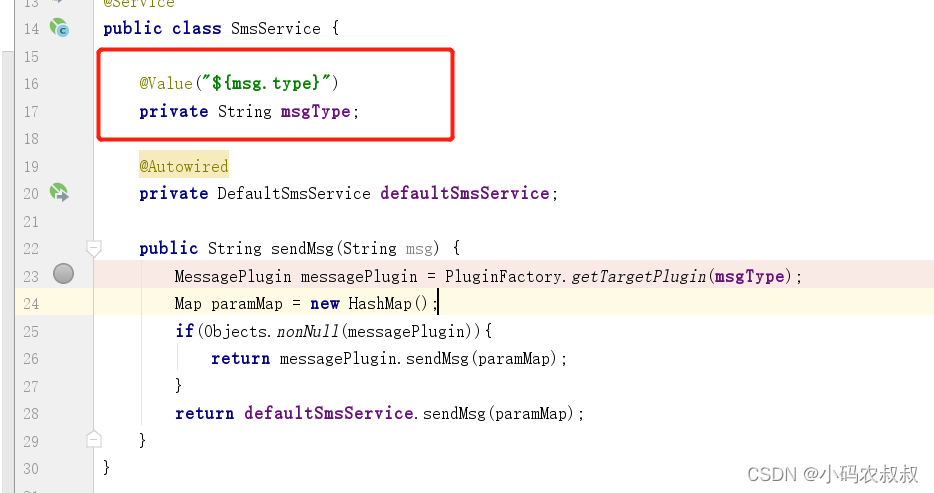 13 @Service
14 public class SmsService {
15
16 @Value("${msg.type}")
17 private String msgType;
18
19 @Autowired
20 private DefaultSmsService defaultSmsService;
21
22 public String sendMsg(String msg) {
23 MessagePlugin messagePlugin = PluginFactory.getTargetPlugin(msgType);
24 Map paramMap = new HashMap();
25 if(Objects.nonNull(messagePlugin)){
26 return messagePlugin.sendMsg(paramMap);
27 }
28 return defaultSmsService.sendMsg(paramMap);
29 }
30 }
CSDN @小码农叔叔